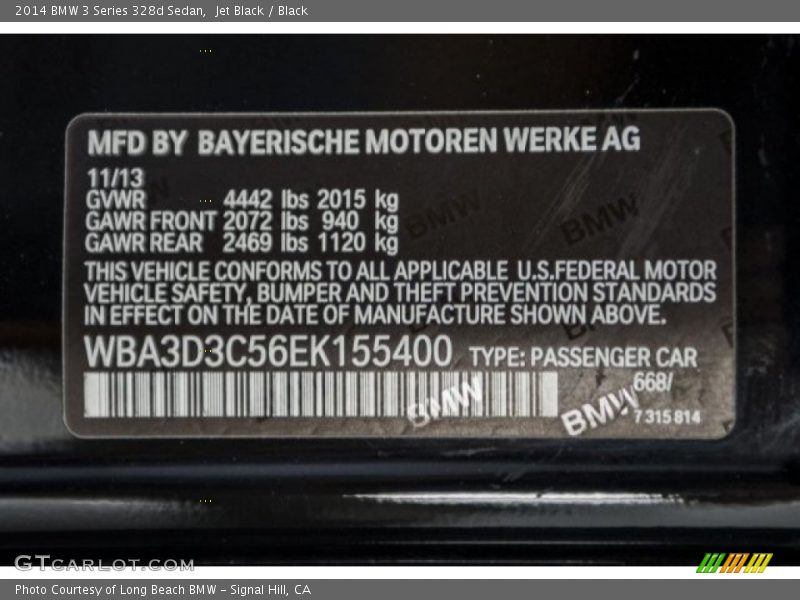 2014 BMW 3 Series 328d Sedan,  Jet Black / Black
MFD BY BAYERISCHE MOTOREN WERKE AG
11/13
GVWR 4442 lbs 2015 kg
GAWR FRONT 2072 lbs 940 kg
GAWR REAR 2469 lbs 1120 kg
THIS VEHICLE CONFORMS TO ALL APPLICABLE U.S.FEDERAL MOTOR
VEHICLE SAFETY, BUMPER AND THEFT PREVENTION STANDARDS
IN EFFECT ON THE DATE OF MANUFACTURE SHOWN ABOVE.
WBA3D3C56EK155400 TYPE: PASSENGER CAR
668/
7 315 814
BMW
BMW
BMW
BMW
GTCARLOT.COM
Photo Courtesy of Long Beach BMW – Signal Hill, CA